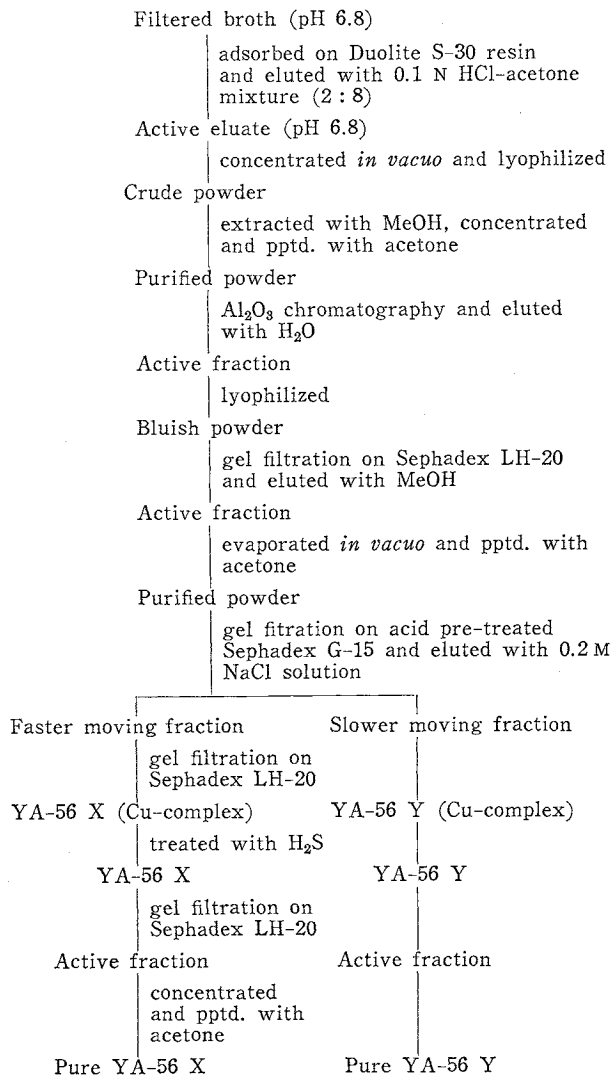 Filtered broth (pH 6.8)
adsorbed on Duolite S-30 resin
and eluted with 0.1 N HCl-acetone
mixture (2 : 8)
Active eluate (pH 6.8)
concentrated in vacuo and lyophilized
Crude powder
extracted with MeOH, concentrated
and pptd. with acetone
Purified powder
Al₂O₃ chromatography and eluted
with H₂O
Active fraction
lyophilized
Bluish powder
gel filtration on Sephadex LH-20
and eluted with MeOH
Active fraction
evaporated in vacuo and pptd. with
acetone
Purified powder
gel fitration on acid pre-treated
Sephadex G-15 and eluted with 0.2 M
NaCl solution
Faster moving fraction Slower moving fraction
gel filtration on
Sephadex LH-20
YA-56 X (Cu-complex) YA-56 Y (Cu-complex)
treated with H₂S
YA-56 X YA-56 Y
gel filtration on
Sephadex LH-20
Active fraction Active fraction
concentrated
and pptd. with
acetone
Pure YA-56 X Pure YA-56 Y